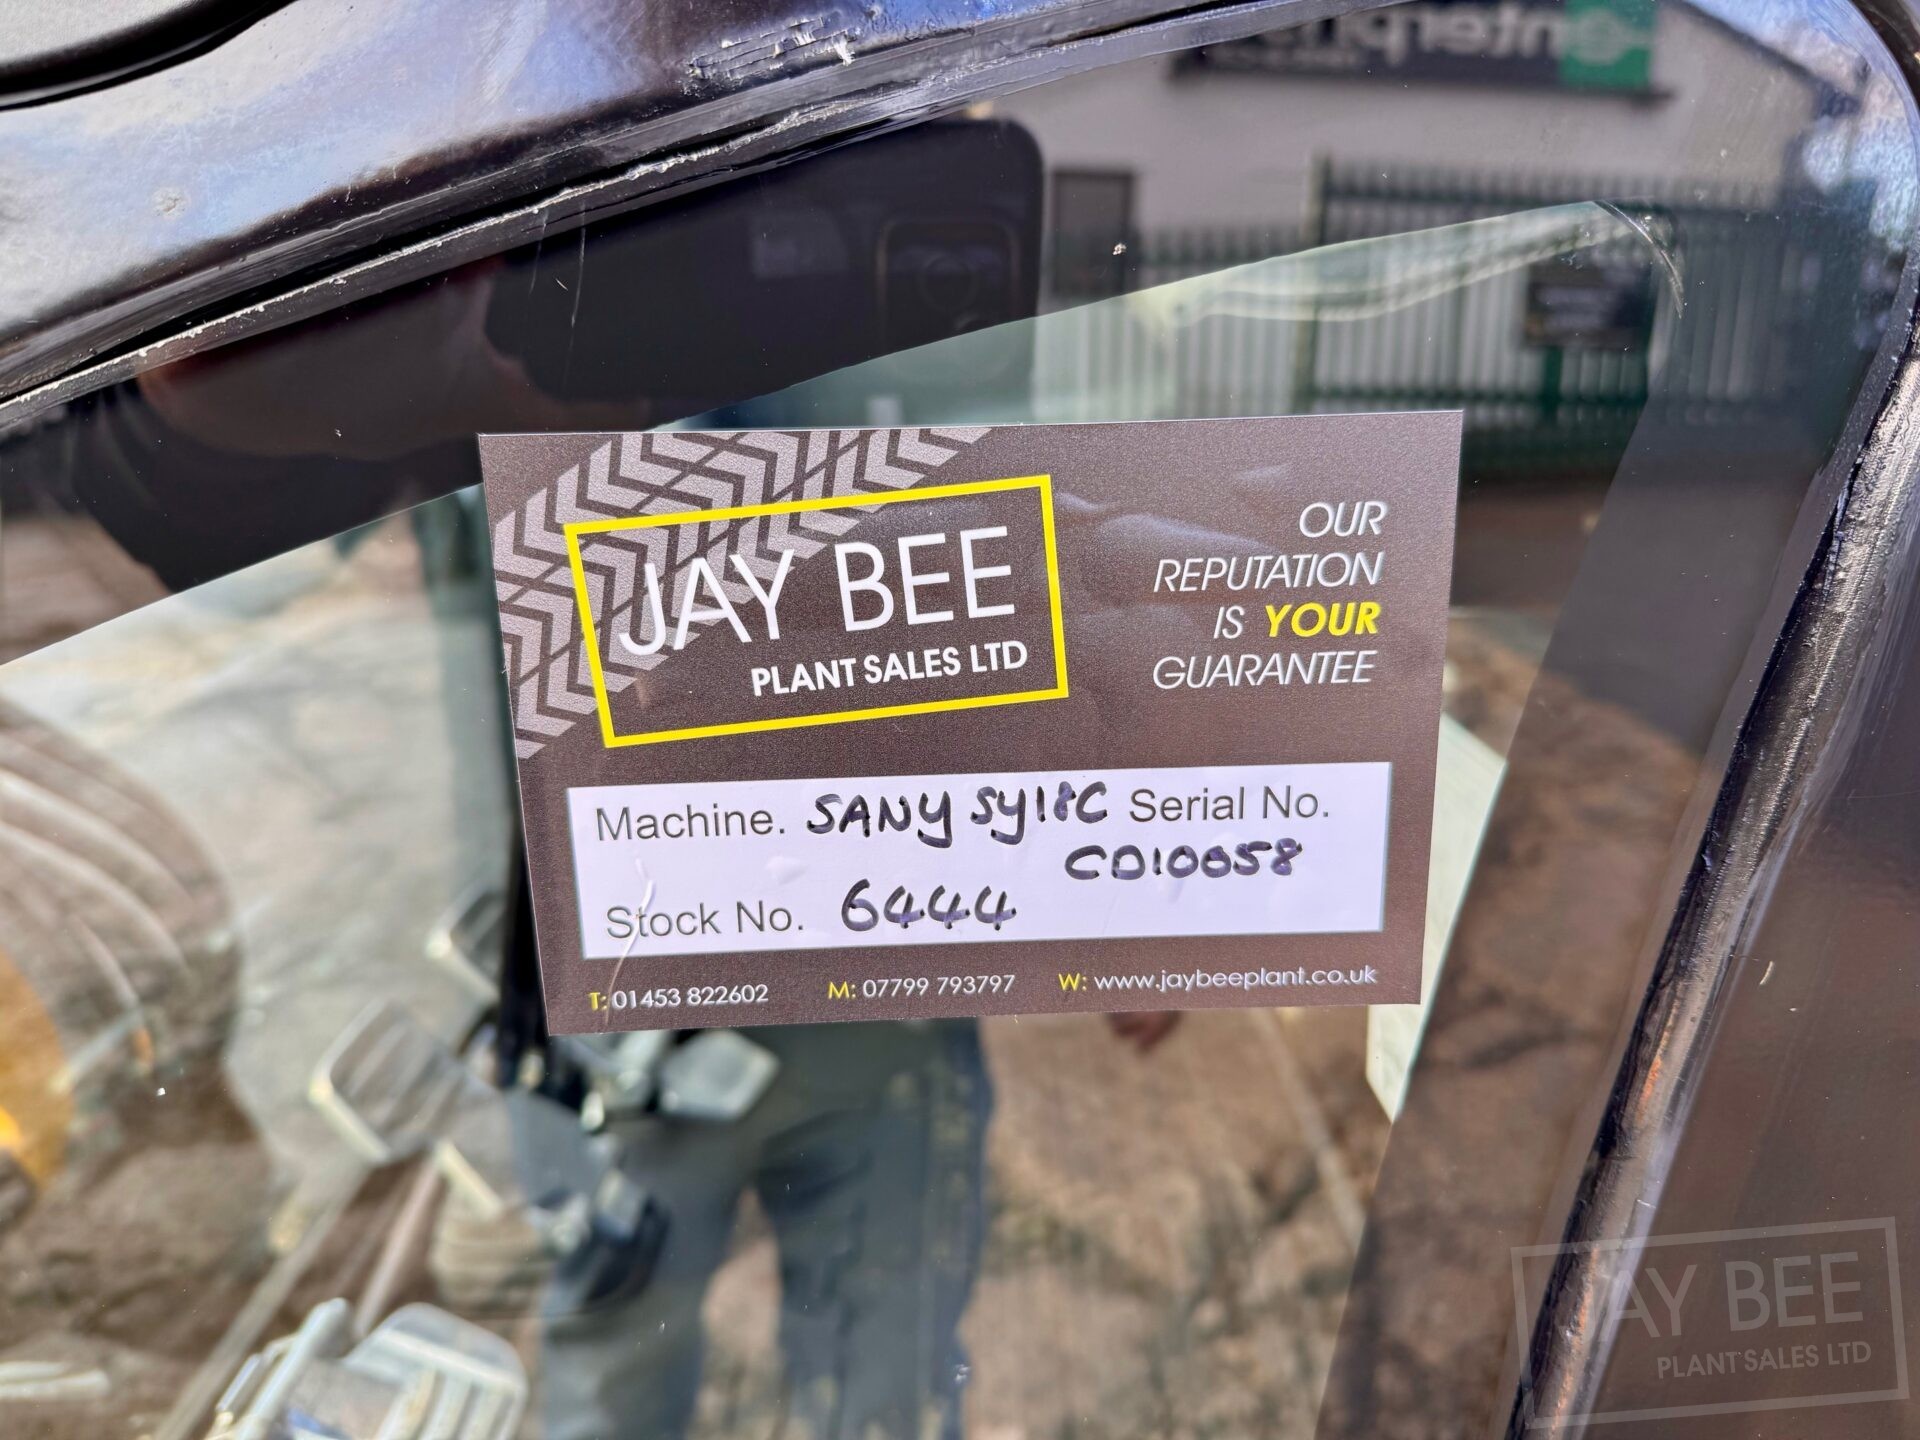 enterprise
JAY BEE
PLANT SALES LTD
OUR
REPUTATION
IS YOUR
GUARANTEE
Machine. SANY SY18C Serial No.
CD10058
Stock No. 6444
T: 01453 822602 M: 07799 793797 W: www.jaybeeplant.co.uk
JAY BEE
PLANT SALES LTD